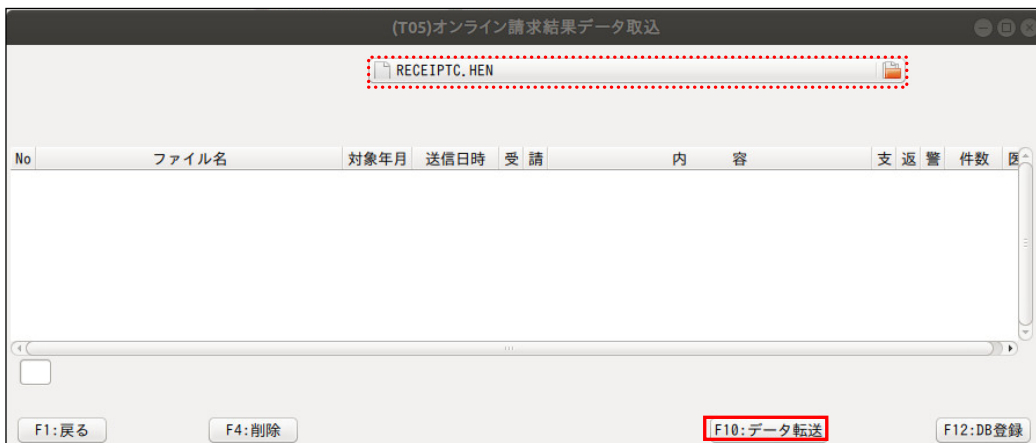 (T05)オンライン請求結果データ取込
RECEIPTC.HEN
No ファイル名 対象年月 送信日時 受 請 内 容 支 返 警 件数 医
F1:戻る F4:削除 F10:データ転送 F12:DB登録